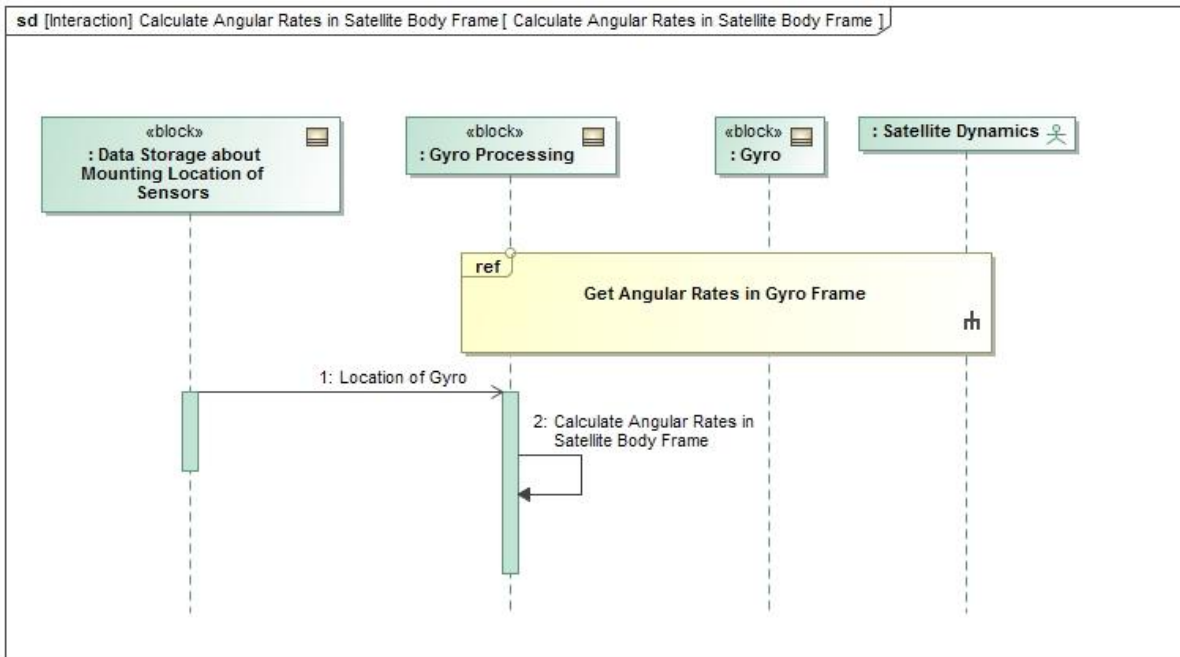 sd [Interaction] Calculate Angular Rates in Satellite Body Frame [ Calculate Angular Rates in Satellite Body Frame ]
«block»
: Data Storage about
Mounting Location of
Sensors
«block»
: Gyro Processing
«block»
: Gyro
: Satellite Dynamics
ref
Get Angular Rates in Gyro Frame
1: Location of Gyro
2: Calculate Angular Rates in
Satellite Body Frame